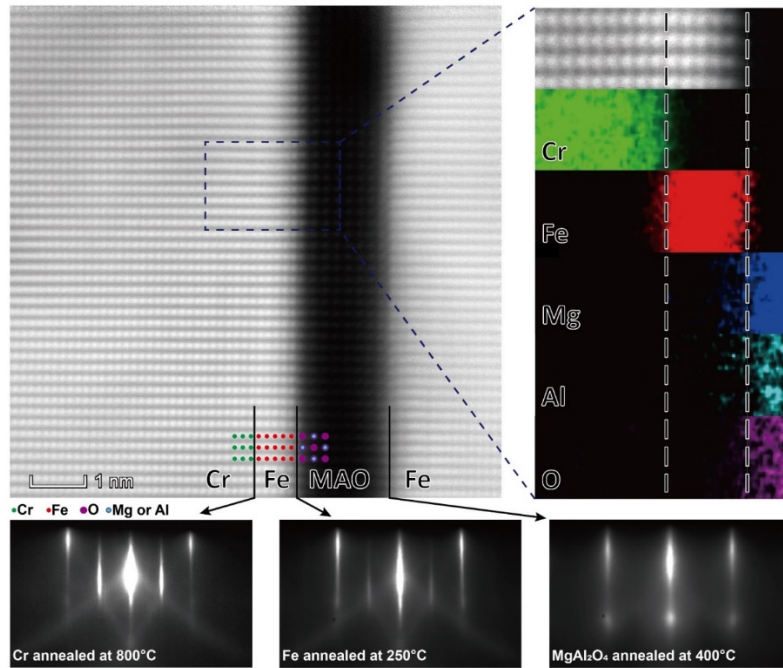 Cr
Fe
Mg
Al
O
1 nm
Cr Fe MAO Fe
Cr Fe O Mg or Al
Cr annealed at 800°C
Fe annealed at 250°C
MgAl₂O₄ annealed at 400°C